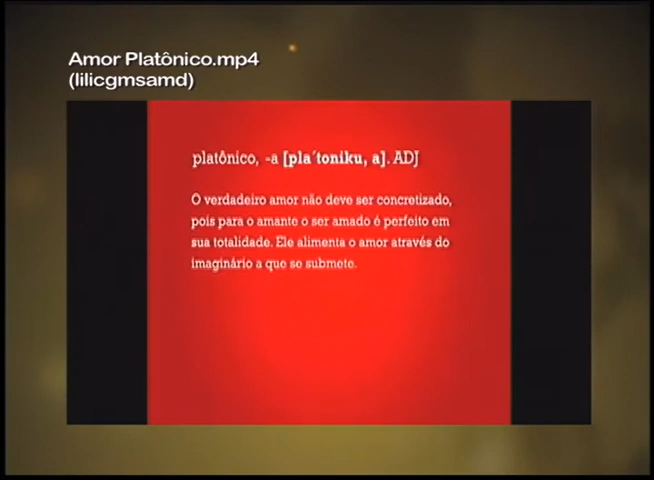 Amor Platônico.mp4
(lilicgmsamd)
platônico, -a [pla´toniku, a]. ADJ
O verdadeiro amor não deve ser concretizado,
pois para o amante o ser amado é perfeito em
sua totalidade. Ele alimenta o amor através do
imaginário a que se submete.